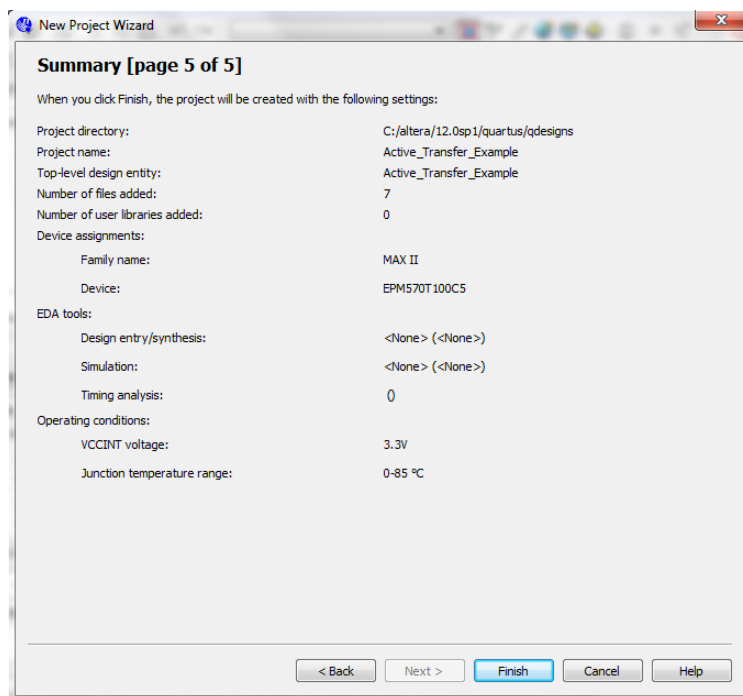 New Project Wizard
Summary [page 5 of 5]
When you click Finish, the project will be created with the following settings:
Project directory: C:/altera/12.0sp1/quartus/qdesigns
Project name: Active_Transfer_Example
Top-level design entity: Active_Transfer_Example
Number of files added: 7
Number of user libraries added: 0
Device assignments:
Family name: MAX II
Device: EPM570T100C5
EDA tools:
Design entry/synthesis: <None> (<None>)
Simulation: <None> (<None>)
Timing analysis: ()
Operating conditions:
VCCINT voltage: 3.3V
Junction temperature range: 0-85 ºC
< Back Next > Finish Cancel Help